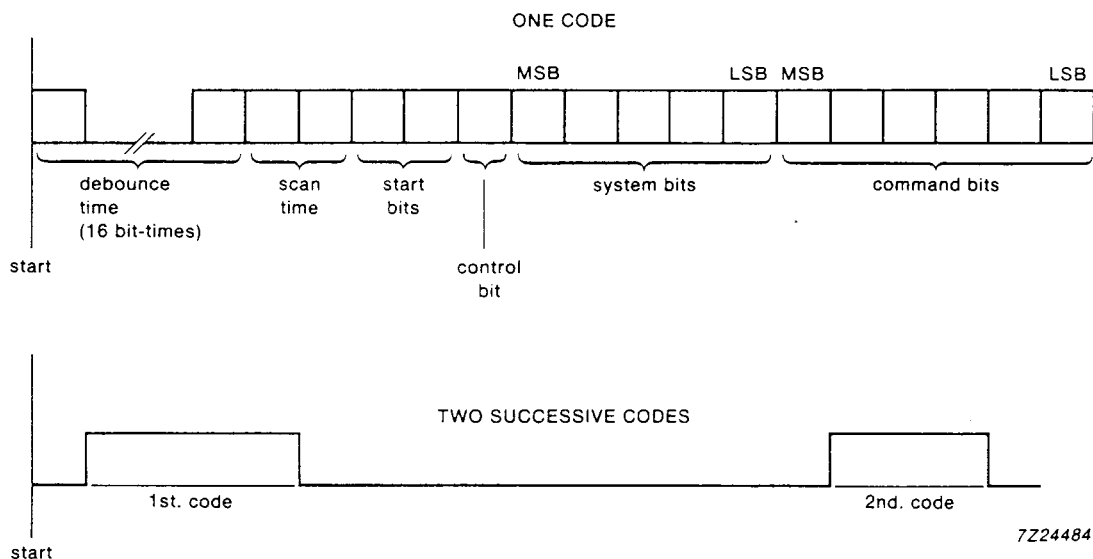 ONE CODE
MSB LSB MSB LSB
debounce
time
(16 bit-times)
scan
time
start
bits
control
bit
system bits
command bits
start
TWO SUCCESSIVE CODES
1st. code
2nd. code
7Z24484
start